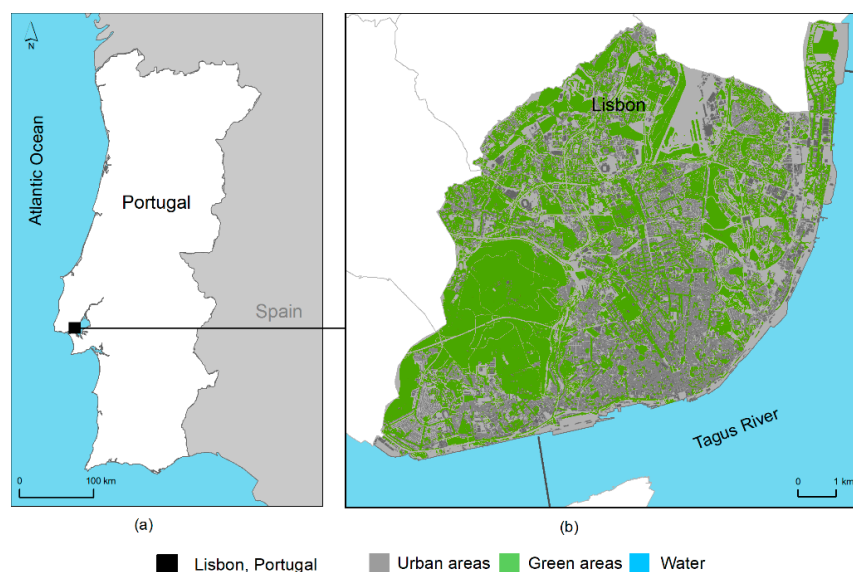 N
Atlantic Ocean
Portugal
Spain
0
100 km
(a)
Lisbon
Tagus River
0
1 km
(b)
Lisbon, Portugal
Urban areas
Green areas
Water